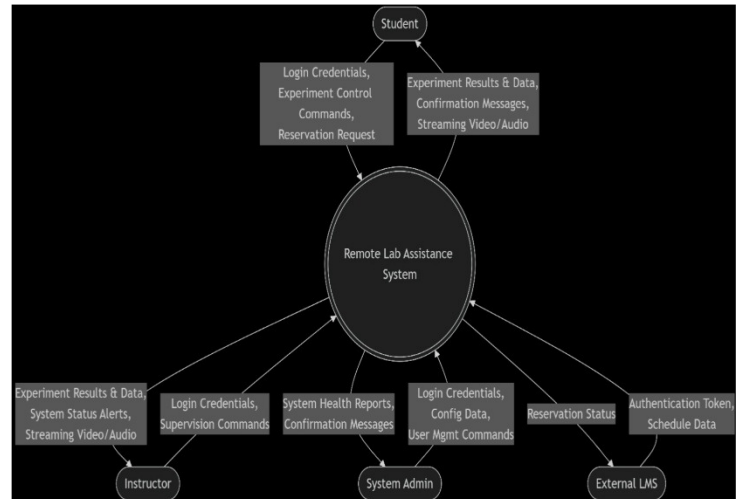 Student
Login Credentials,
Experiment Control
Commands,
Reservation Request
Experiment Results & Data,
Confirmation Messages,
Streaming Video/Audio
Remote Lab Assistance
System
Experiment Results & Data,
System Status Alerts,
Streaming Video/Audio
Login Credentials,
Supervision Commands
System Health Reports,
Confirmation Messages
Login Credentials,
Config Data,
User Mgmt Commands
Reservation Status
Authentication Token,
Schedule Data
Instructor
System Admin
External LMS